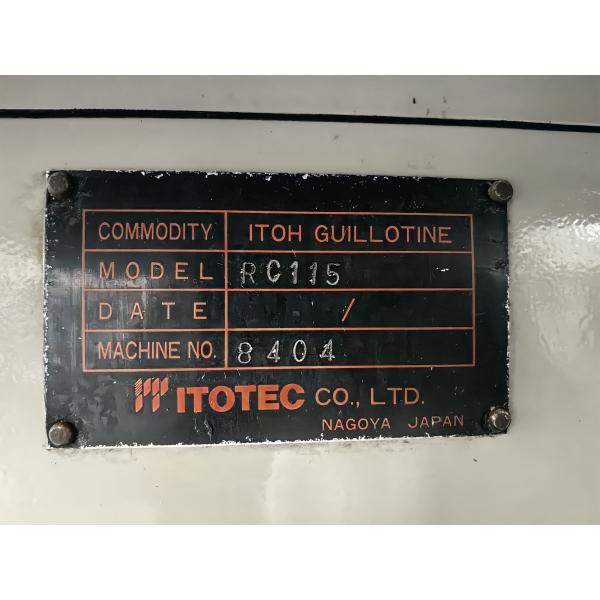 COMMODITY ITOH GUILLOTINE
MODEL RC115
DATE /
MACHINE NO. 8404
ITOTEC CO., LTD.
NAGOYA JAPAN